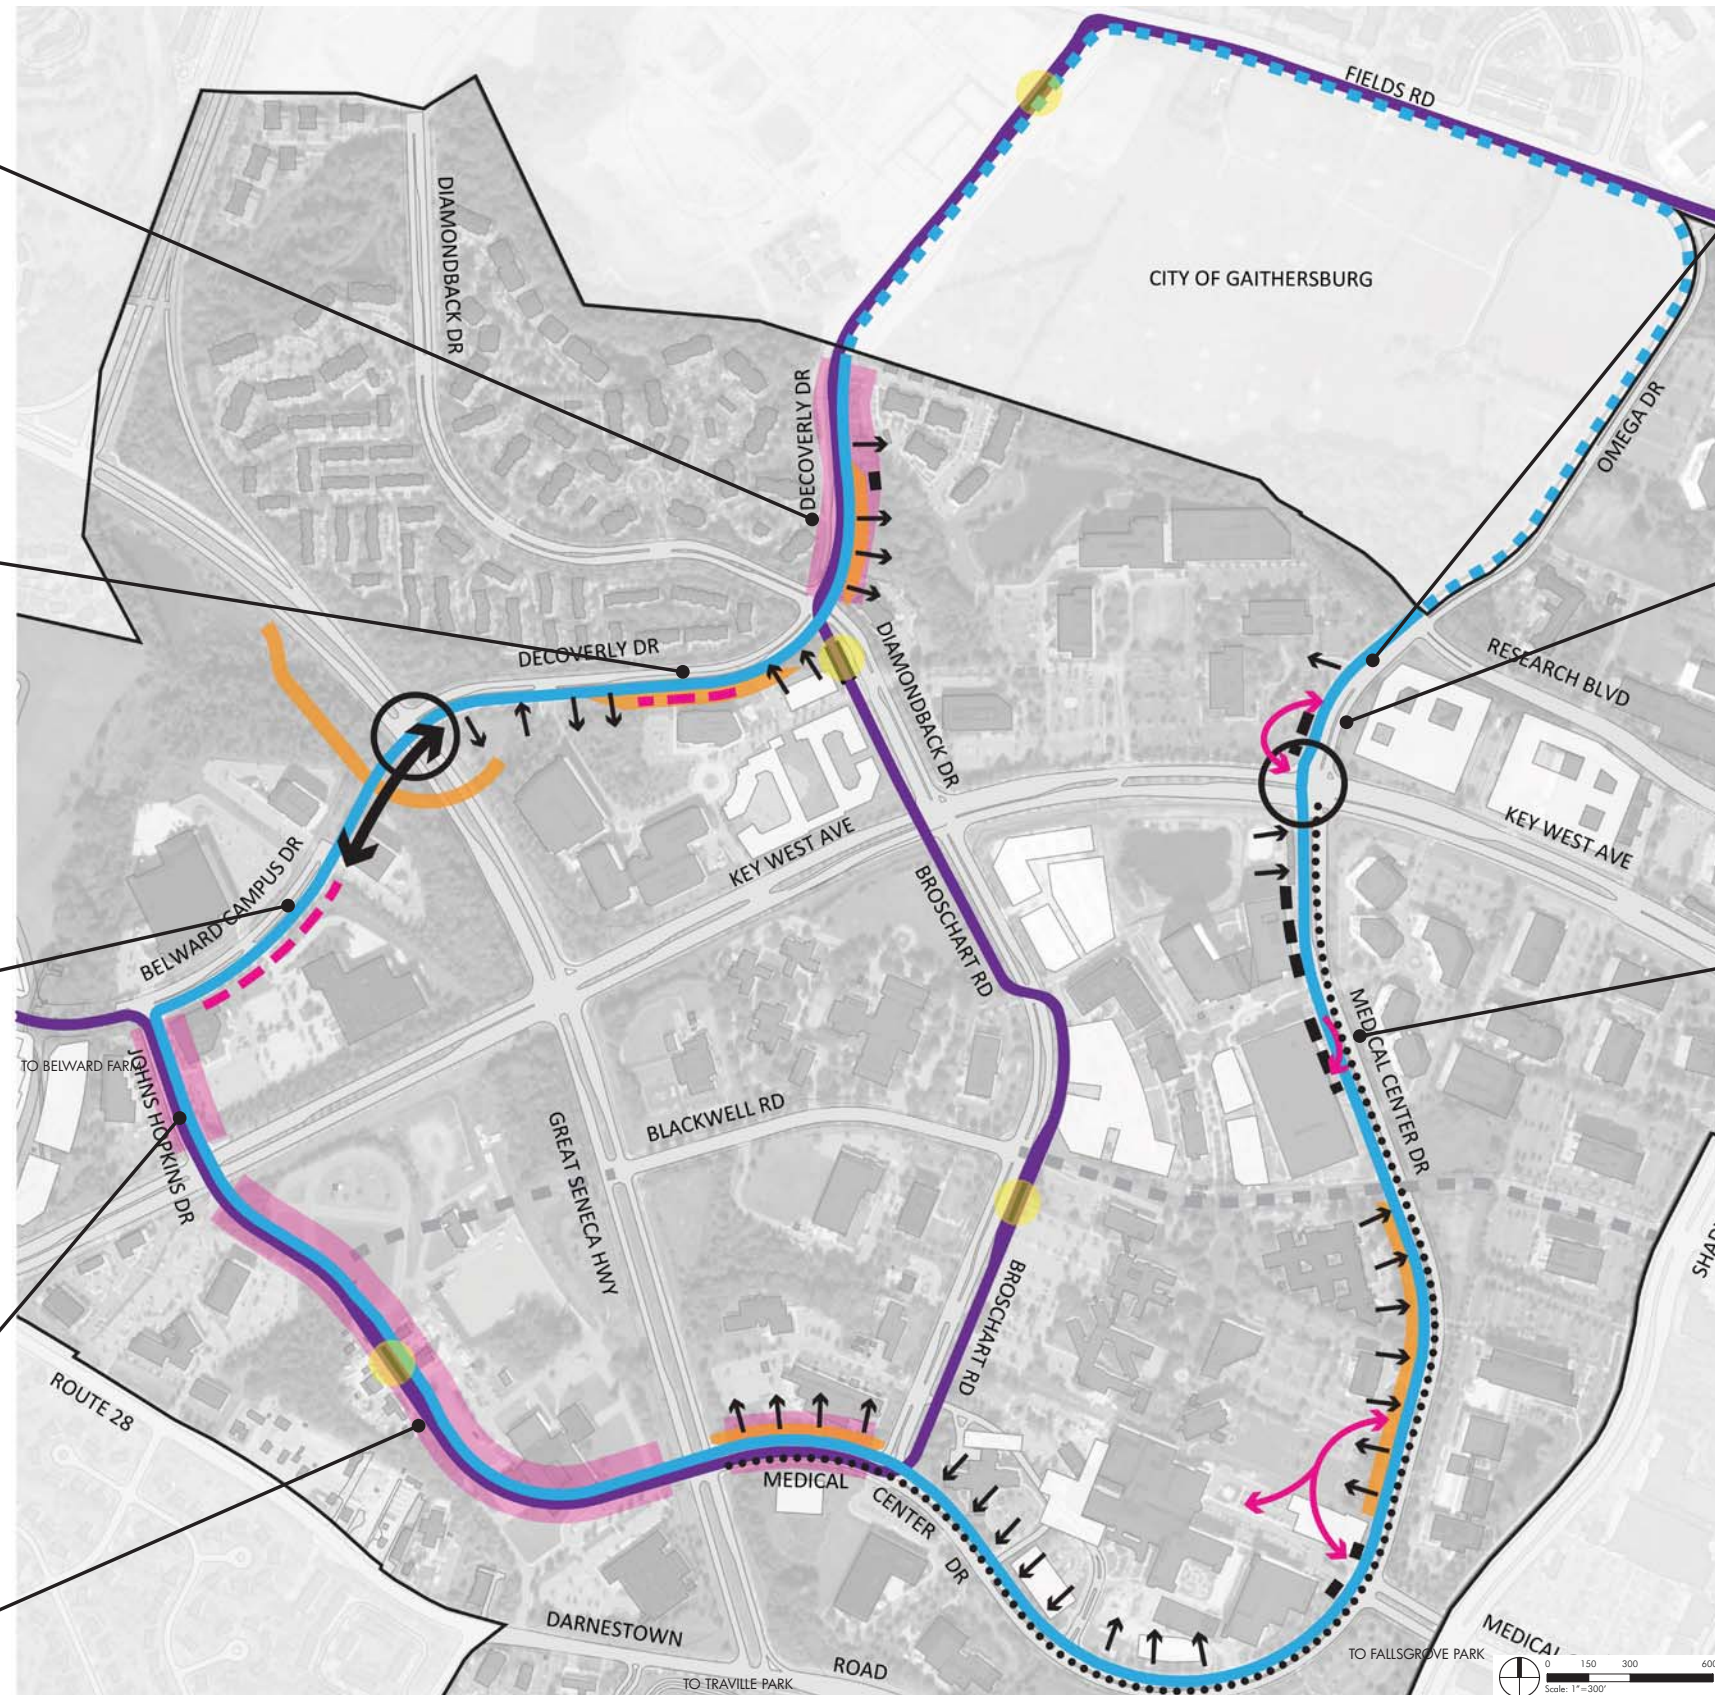 FIELDS RD
DIAMONDBACK DR
CITY OF GAITHERSBURG
DECOVERLY DR
OMEGA DR
DECOVERLY DR
DIAMONDBACK DR
RESEARCH BLVD
KEY WEST AVE
KEY WEST AVE
BELWARD CAMPUS DR
BROSCHART RD
MEDICAL CENTER DR
TO BELWARD FARM
JOHNS HOPKINS DR
BLACKWELL RD
GREAT SENECA HWY
BROSCHART RD
ROUTE 28
MEDICAL
CENTER
DR
DARNESTOWN
ROAD
TO TRAVILLE PARK
TO FALLSGROVE PARK
MEDICAL
0 150 300 600
Scale: 1"=300'